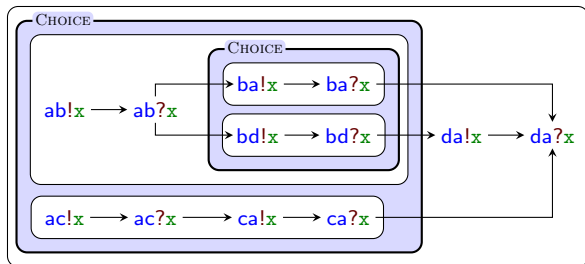 CHOICE
CHOICE
ba!x ba?x
ab!x ab?x
bd!x bd?x da!x da?x
ac!x ac?x ca!x ca?x